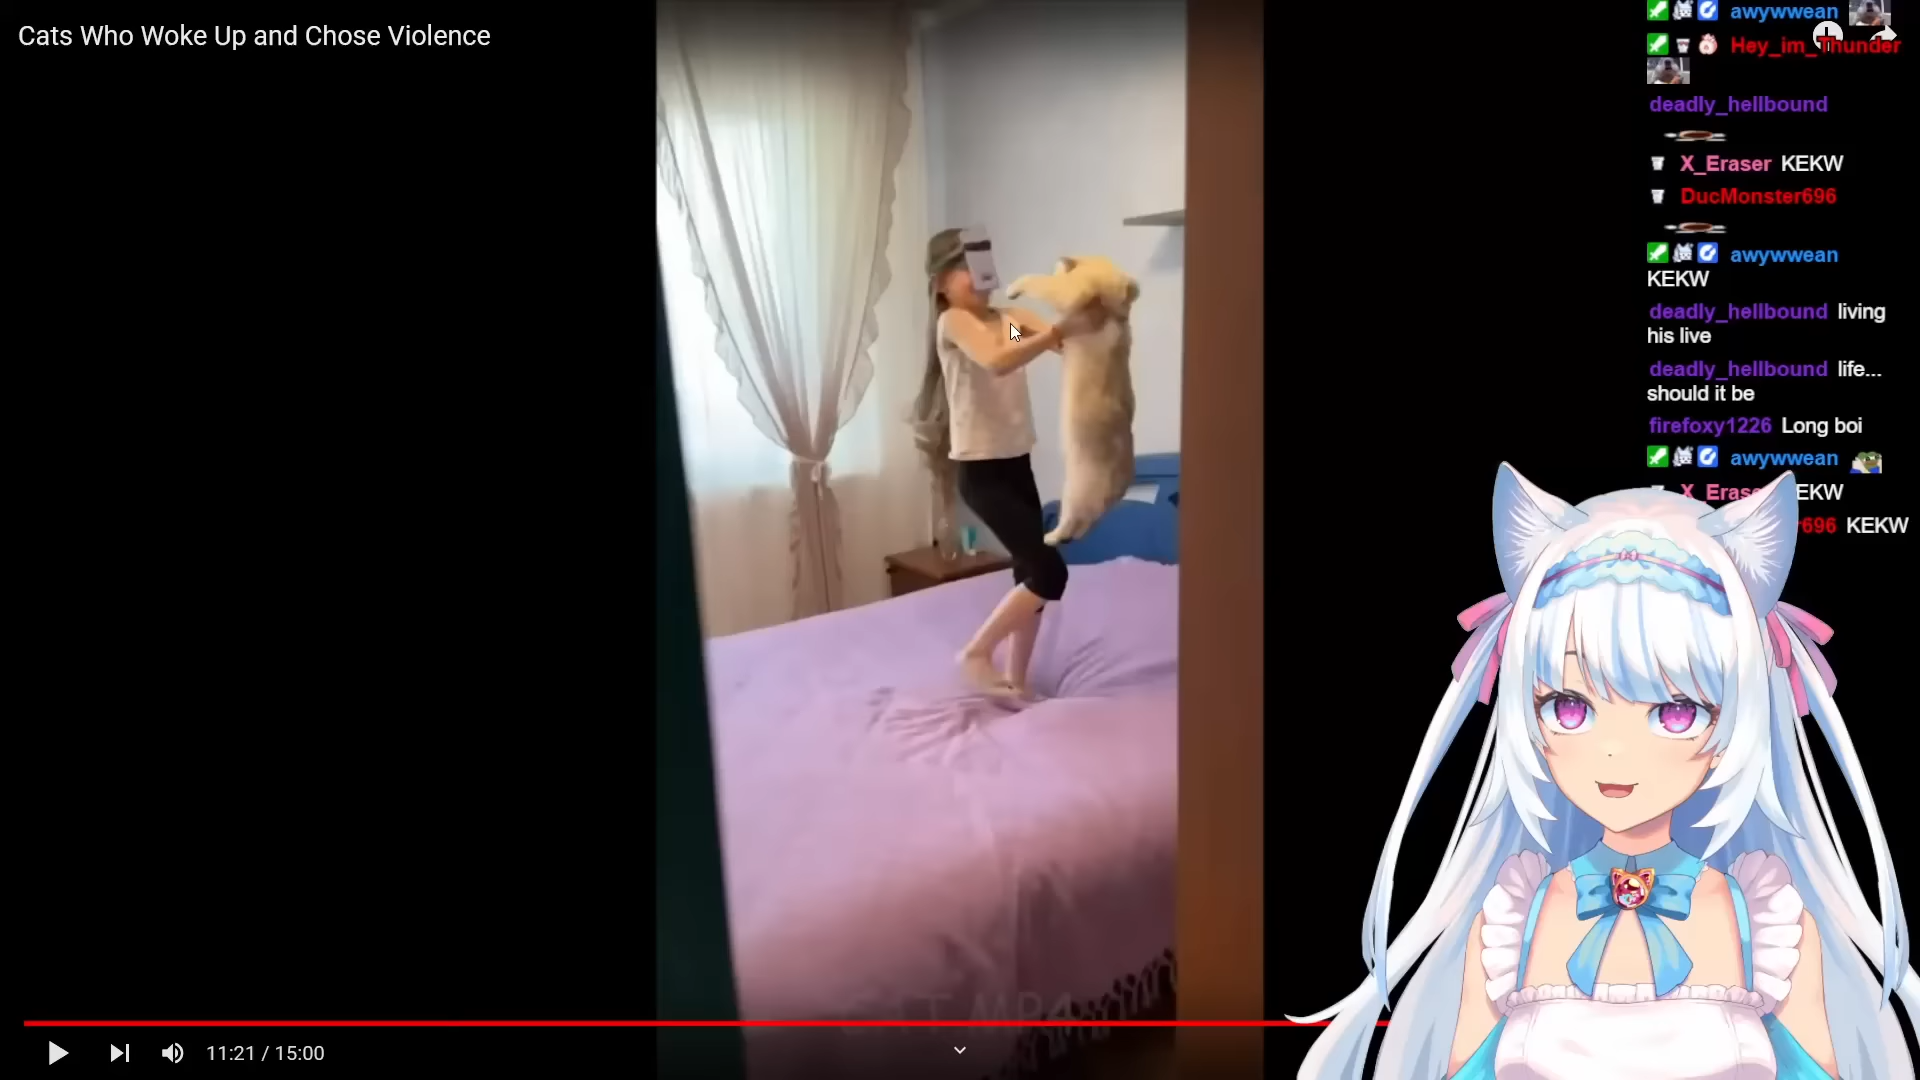 Cats Who Woke Up and Chose Violence
awywwean
Hey_im_Thunder
deadly_hellbound
X_Eraser KEKW
DucMonster696
awywwean
KEKW
deadly_hellbound living
his live
deadly_hellbound life...
should it be
firefoxy1226 Long boi
awywwean
X_Erase EKW
696 KEKW
11:21 / 15:00